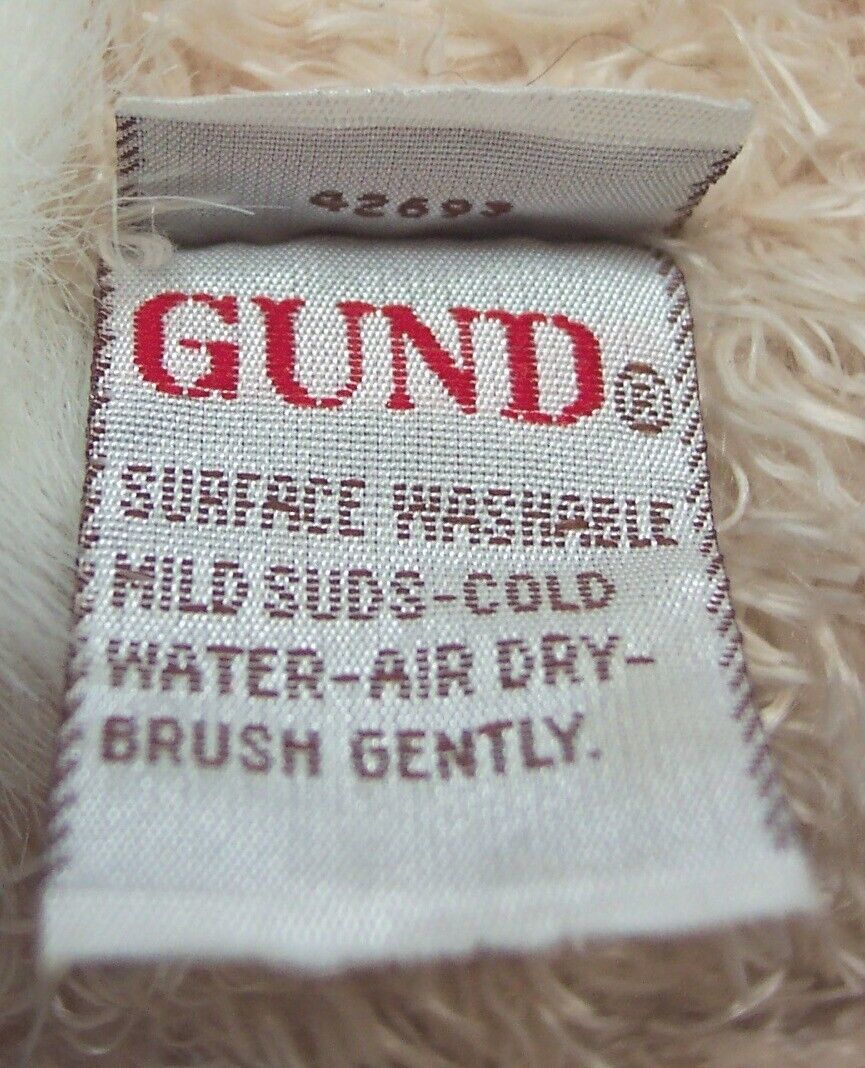 42693
GUND®
SURFACE WASHABLE
MILD SUDS-COLD
WATER-AIR DRY-
BRUSH GENTLY.